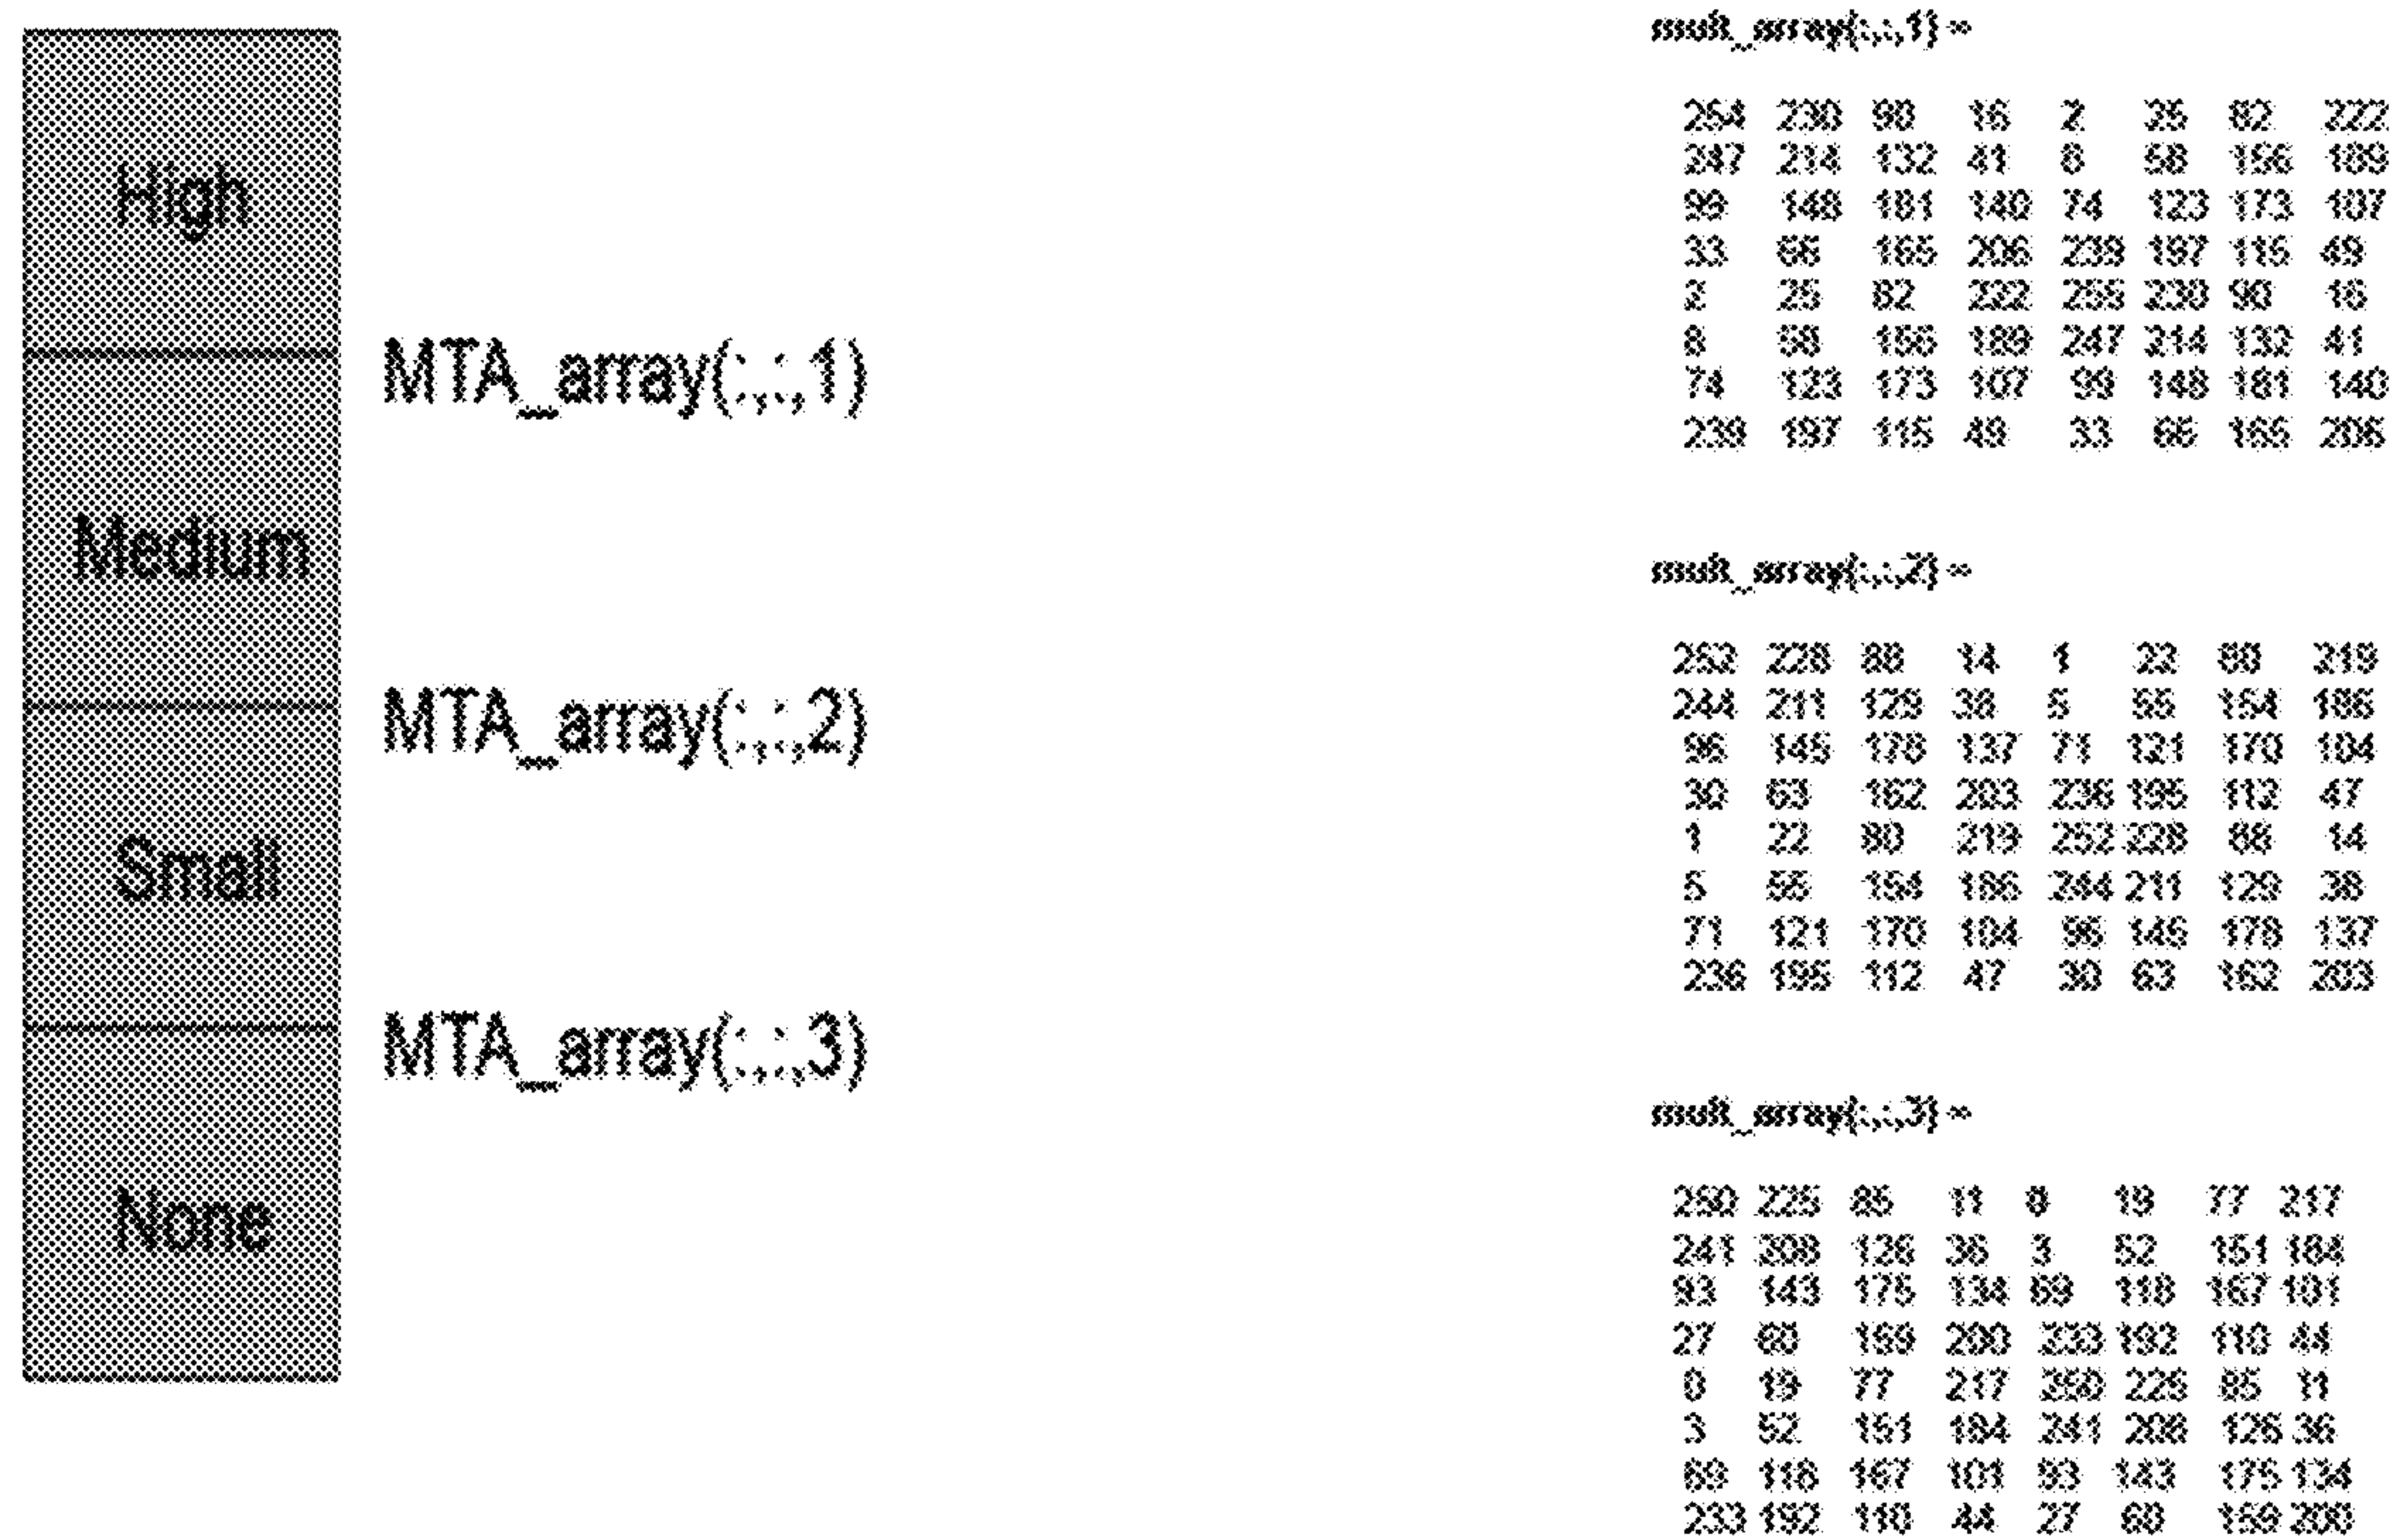 High
MTA_array(:,:,1)
Medium
MTA_array(:,:,2)
Small
MTA_array(:,:,3)
None
mult_array(:,:,1) =
254 230 90 16 2 25 82 222
247 214 132 41 8 58 156 189
99 148 181 140 74 123 173 107
33 66 165 206 239 197 115 49
2 25 82 222 255 230 90 16
8 58 156 189 247 214 132 41
74 123 173 107 99 148 181 140
239 197 115 49 33 66 165 206
mult_array(:,:,2) =
252 228 88 14 1 22 80 219
244 211 129 38 5 55 154 186
96 145 178 137 71 121 170 104
30 63 162 203 236 195 112 47
1 22 80 219 252 228 88 14
5 55 154 186 244 211 129 38
71 121 170 104 96 145 178 137
236 195 112 47 30 63 162 203
mult_array(:,:,3) =
250 225 85 11 0 19 77 217
241 208 126 36 3 52 151 184
93 143 175 134 69 118 167 101
27 60 159 200 233 192 110 44
0 19 77 217 250 225 85 11
3 52 151 184 241 208 126 36
69 118 167 101 93 143 175 134
233 192 110 44 27 60 159 200